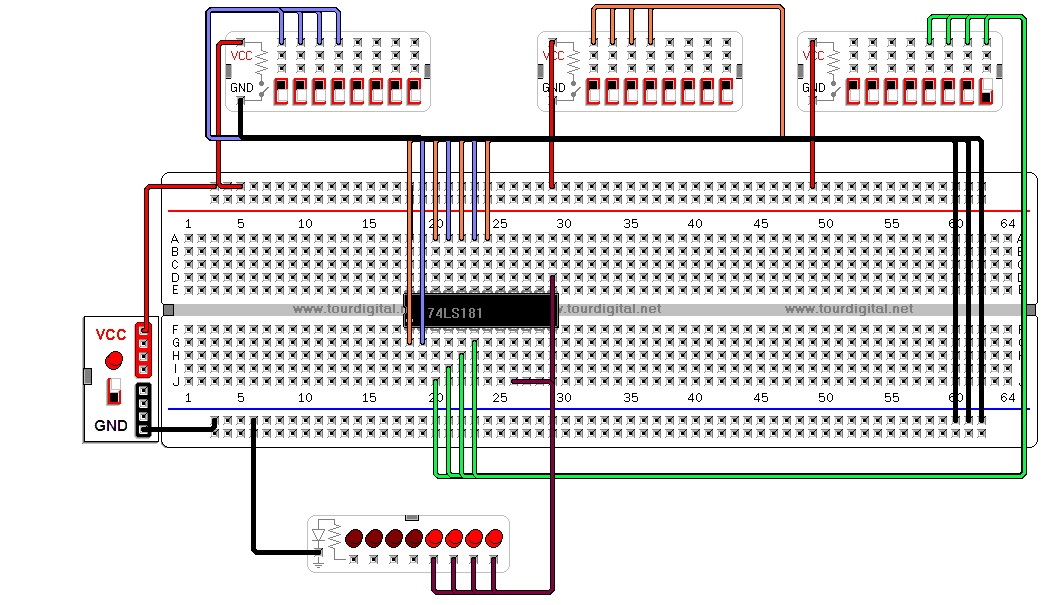 VCC
GND
VCC
GND
VCC
GND
1 5 10 15 20 25 30 35 40 45 50 55 60 64
A
B
C
D
E
www.tourdigital.net www.tourdigital.net www.tourdigital.net
74LS181
F
G
H
I
J
1 5 10 15 20 25 30 35 40 45 50 55 60 64
VCC
GND